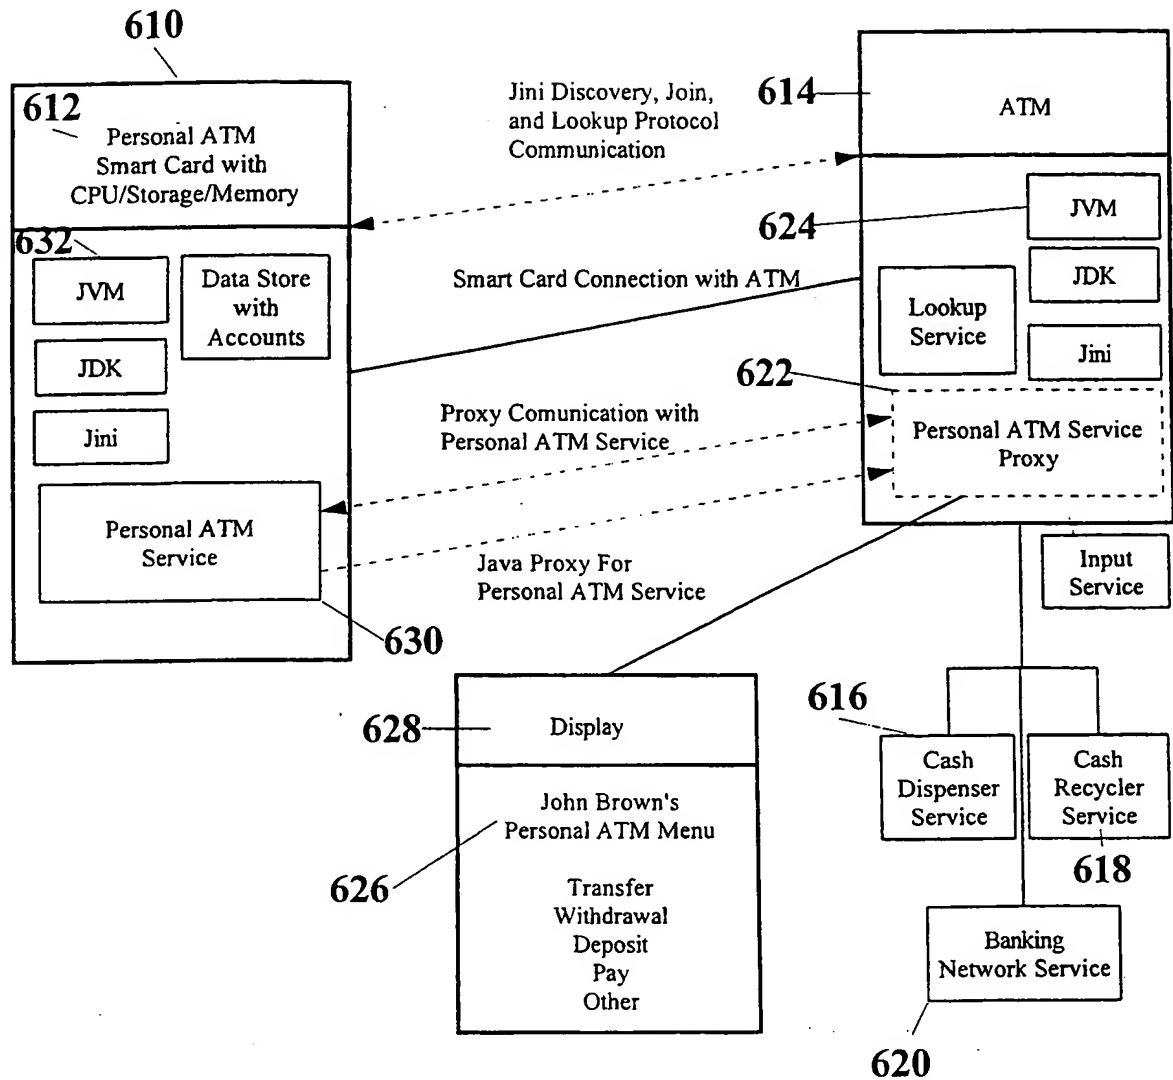 610
612
Personal ATM
Smart Card with
CPU/Storage/Memory
632
JVM
Data Store
with
Accounts
JDK
Jini
Personal ATM
Service
630
Jini Discovery, Join,
and Lookup Protocol
Communication
Smart Card Connection with ATM
Proxy Comunication with
Personal ATM Service
Java Proxy For
Personal ATM Service
614
ATM
624
JVM
JDK
Lookup
Service
Jini
622
Personal ATM Service
Proxy
Input
Service
628
Display
John Brown's
Personal ATM Menu
626
Transfer
Withdrawal
Deposit
Pay
Other
616
Cash
Dispenser
Service
Cash
Recycler
Service
618
Banking
Network Service
620